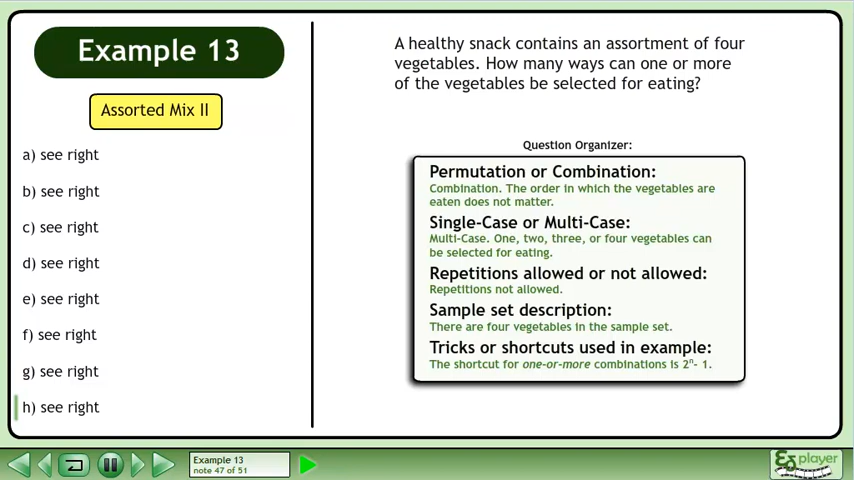 Example 13
Assorted Mix II
a) see right
b) see right
c) see right
d) see right
e) see right
f) see right
g) see right
h) see right
A healthy snack contains an assortment of four
vegetables. How many ways can one or more
of the vegetables be selected for eating?
Question Organizer:
Permutation or Combination:
Combination. The order in which the vegetables are
eaten does not matter.
Single-Case or Multi-Case:
Multi-Case. One, two, three, or four vegetables can
be selected for eating.
Repetitions allowed or not allowed:
Repetitions not allowed.
Sample set description:
There are four vegetables in the sample set.
Tricks or shortcuts used in example:
The shortcut for one-or-more combinations is 2ⁿ- 1.
Example 13
note 47 of 51
player